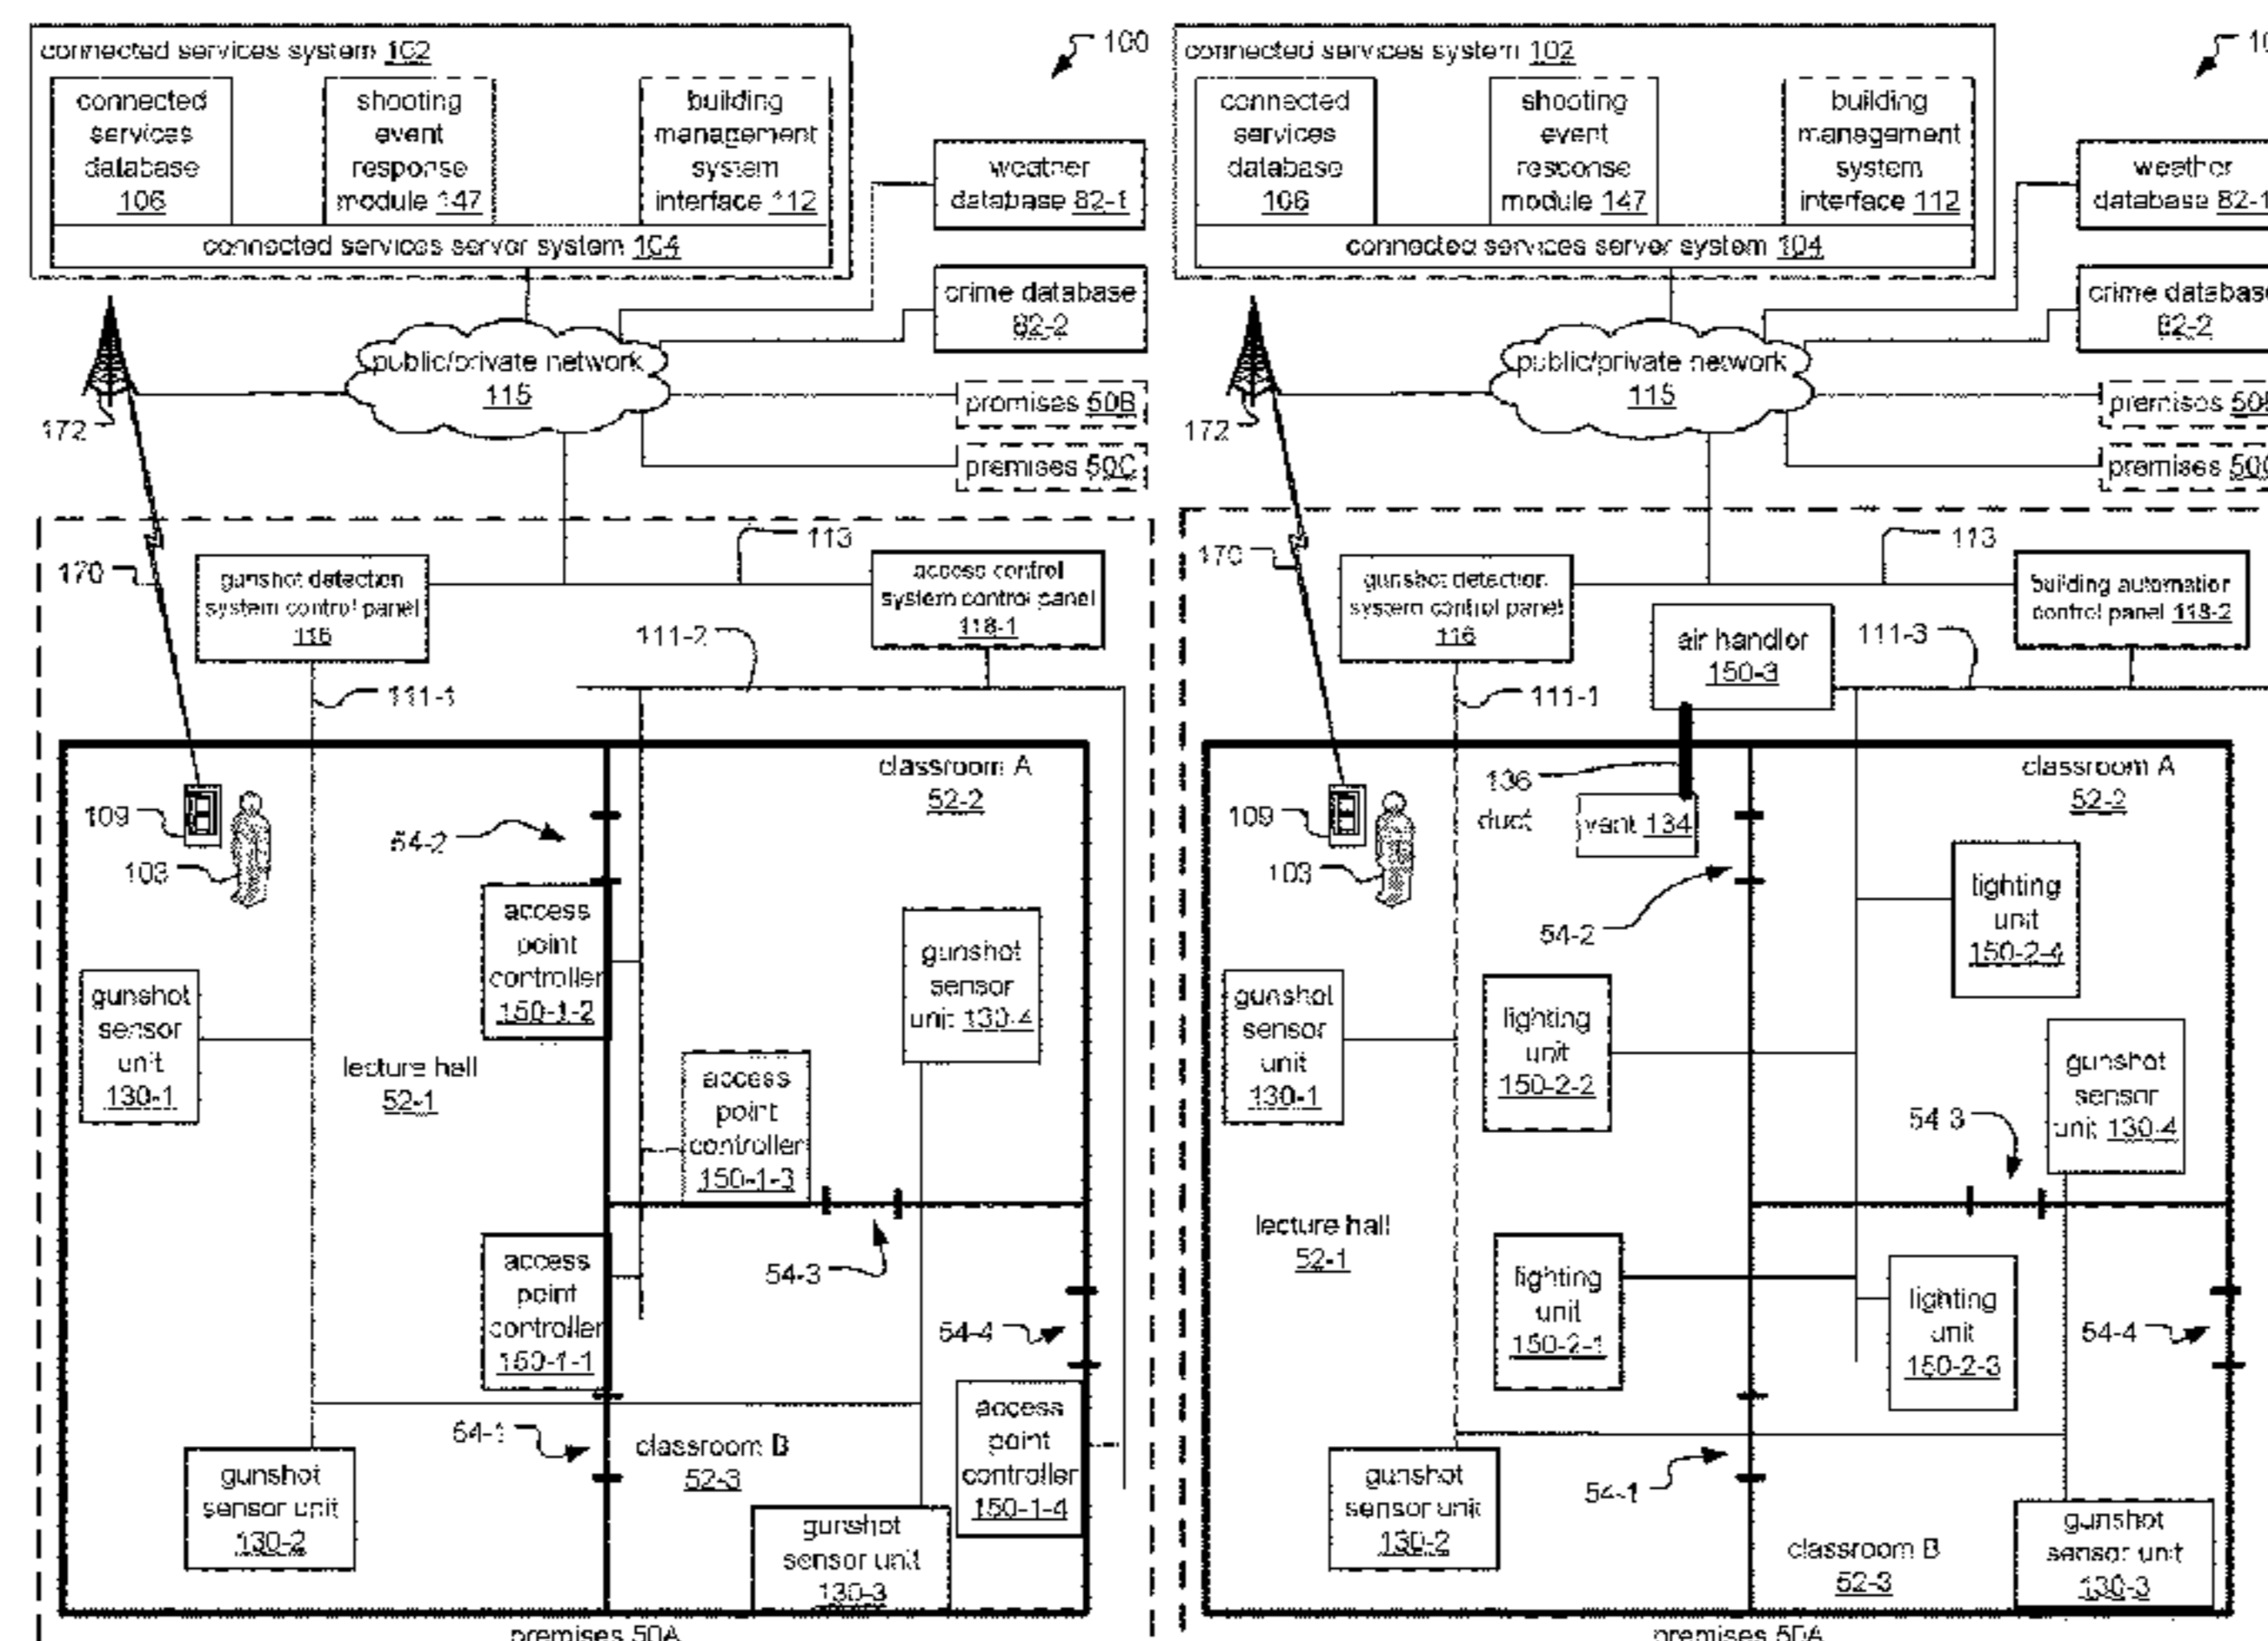 connected services system 102
connected
services
database
106
shooting
event
response
module 147
building
management
system
interface 112
connected services server system 104
100
weather
database 82-1
crime database
82-2
public/private network
115
premises 50B
premises 50C
172
170
gunshot detection
system control panel
116
113
access control
system control panel
118-1
111-2
111-1
109
103
54-2
classroom A
52-2
access
point
controller
150-1-2
gunshot
sensor
unit 130-4
gunshot
sensor
unit
130-1
lecture hall
52-1
access
point
controller
150-1-3
access
point
controller
150-1-1
54-3
54-4
54-1
classroom B
52-3
access
point
controller
150-1-4
gunshot
sensor unit
130-2
gunshot
sensor unit
130-3
premises 50A
connected services system 102
connected
services
database
106
shooting
event
response
module 147
building
management
system
interface 112
connected services server system 104
10
weather
database 82-1
crime database
82-2
public/private network
115
premises 50B
premises 50C
172
170
gunshot detection
system control panel
116
113
building automation
control panel 118-2
air handler
150-3
111-3
111-1
136
duct
vent 134
109
103
classroom A
52-2
54-2
lighting
unit
150-2-4
gunshot
sensor
unit
130-1
lighting
unit
150-2-2
gunshot
sensor
unit 130-4
54-3
lecture hall
52-1
lighting
unit
150-2-1
lighting
unit
150-2-3
54-4
54-1
gunshot
sensor unit
130-2
classroom B
52-3
gunshot
sensor unit
130-3
premises 50A